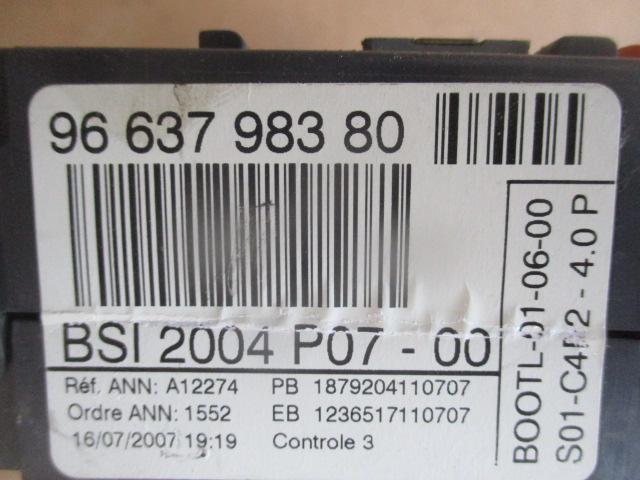 96 637 983 80
BSI 2004 P07 - 00
Réf. ANN: A12274 PB 1879204110707
Ordre ANN: 1552 EB 1236517110707
16/07/2007 19:19 Controle 3
BOOTL-01-06-00
- 4.0 P